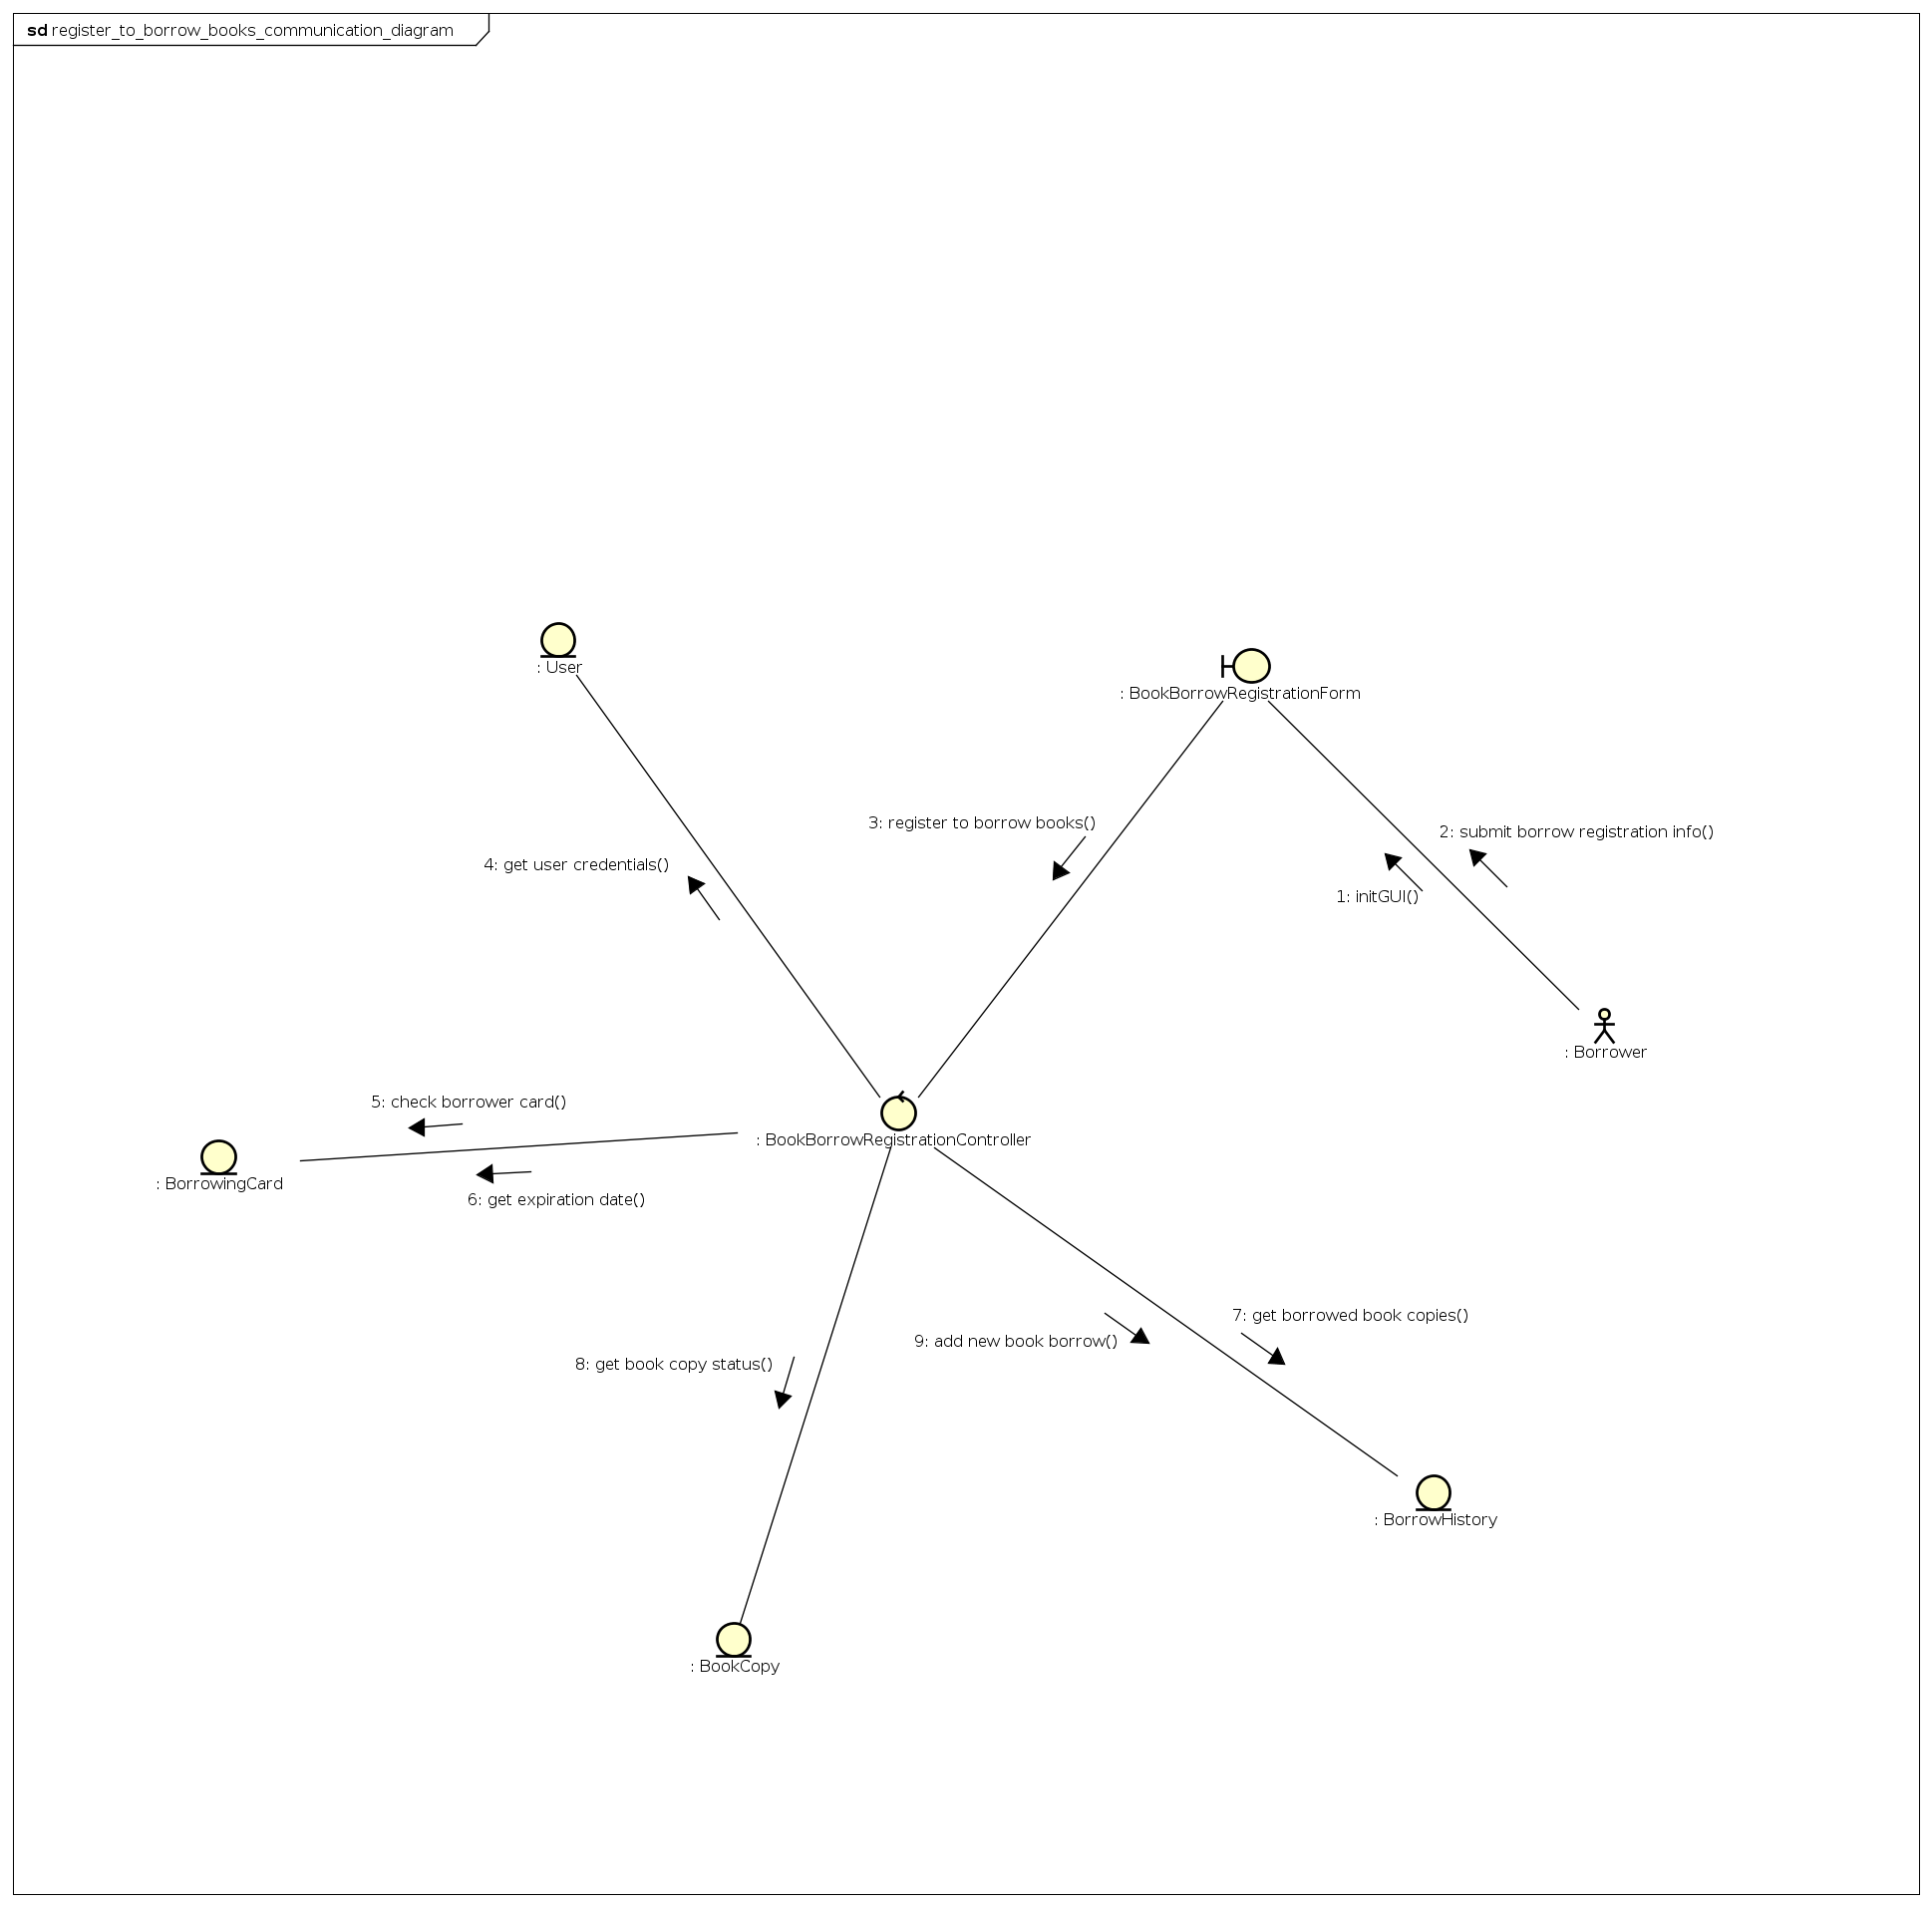 sd register_to_borrow_books_communication_diagram
: User
: BookBorrowRegistrationForm
3: register to borrow books()
2: submit borrow registration info()
4: get user credentials()
1: initGUI()
: Borrower
5: check borrower card()
: BookBorrowRegistrationController
: BorrowingCard
6: get expiration date()
7: get borrowed book copies()
9: add new book borrow()
8: get book copy status()
: BorrowHistory
: BookCopy